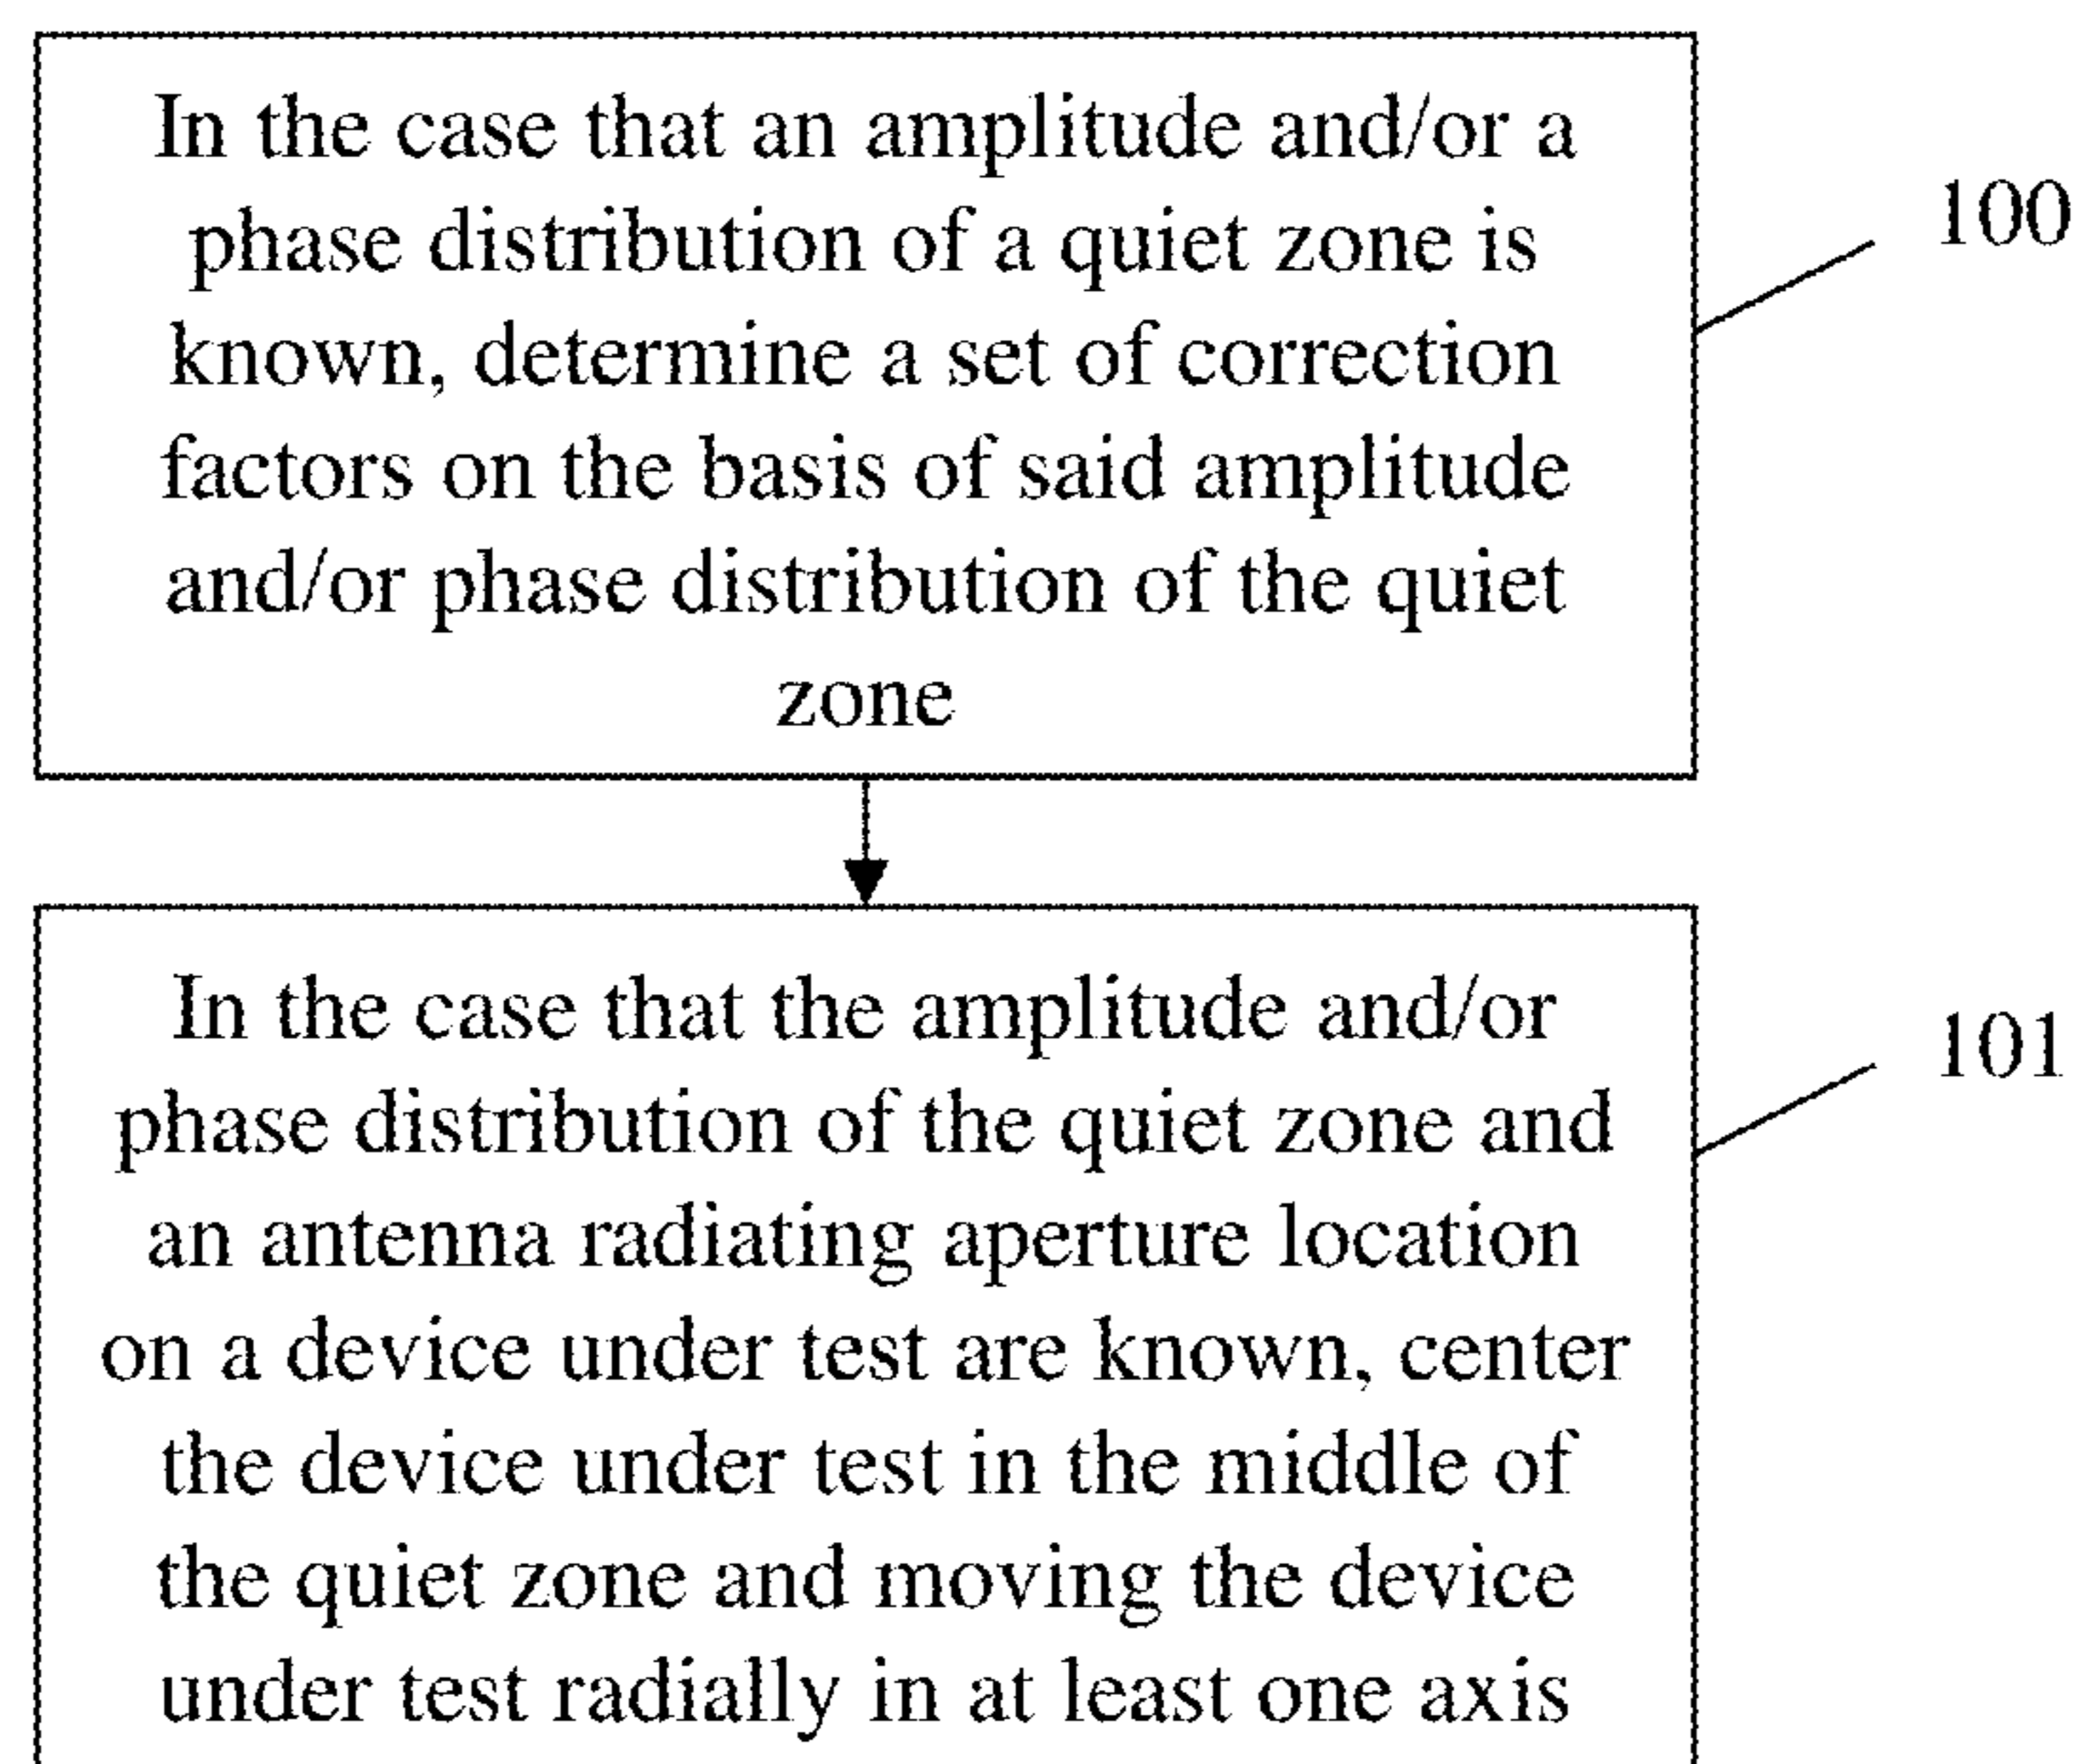 In the case that an amplitude and/or a
phase distribution of a quiet zone is
known, determine a set of correction
factors on the basis of said amplitude
and/or phase distribution of the quiet
zone
100
In the case that the amplitude and/or
phase distribution of the quiet zone and
an antenna radiating aperture location
on a device under test are known, center
the device under test in the middle of
the quiet zone and moving the device
under test radially in at least one axis
101